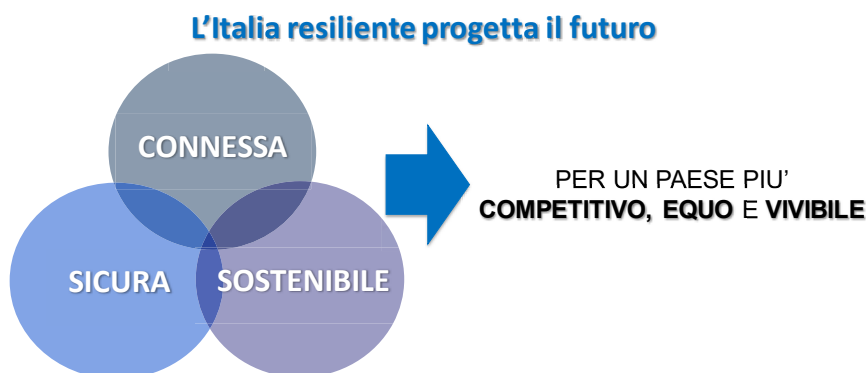 L’Italia resiliente progetta il futuro
CONNESSA
PER UN PAESE PIU’
COMPETITIVO, EQUO E VIVIBILE
SICURA
SOSTENIBILE